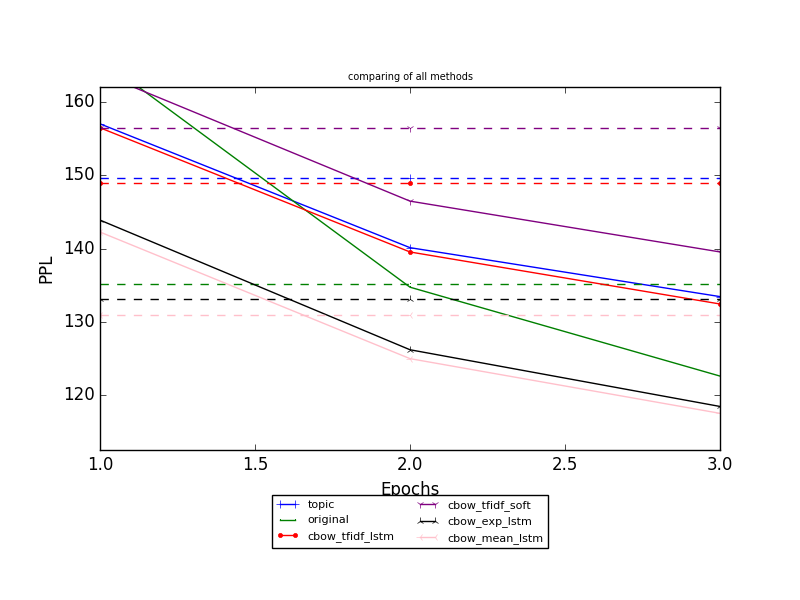 comparing of all methods
160
150
140
130
120
PPL
1.0 1.5 2.0 2.5 3.0
Epochs
topic
original
cbow_tfidf_lstm
cbow_tfidf_soft
cbow_exp_lstm
cbow_mean_lstm